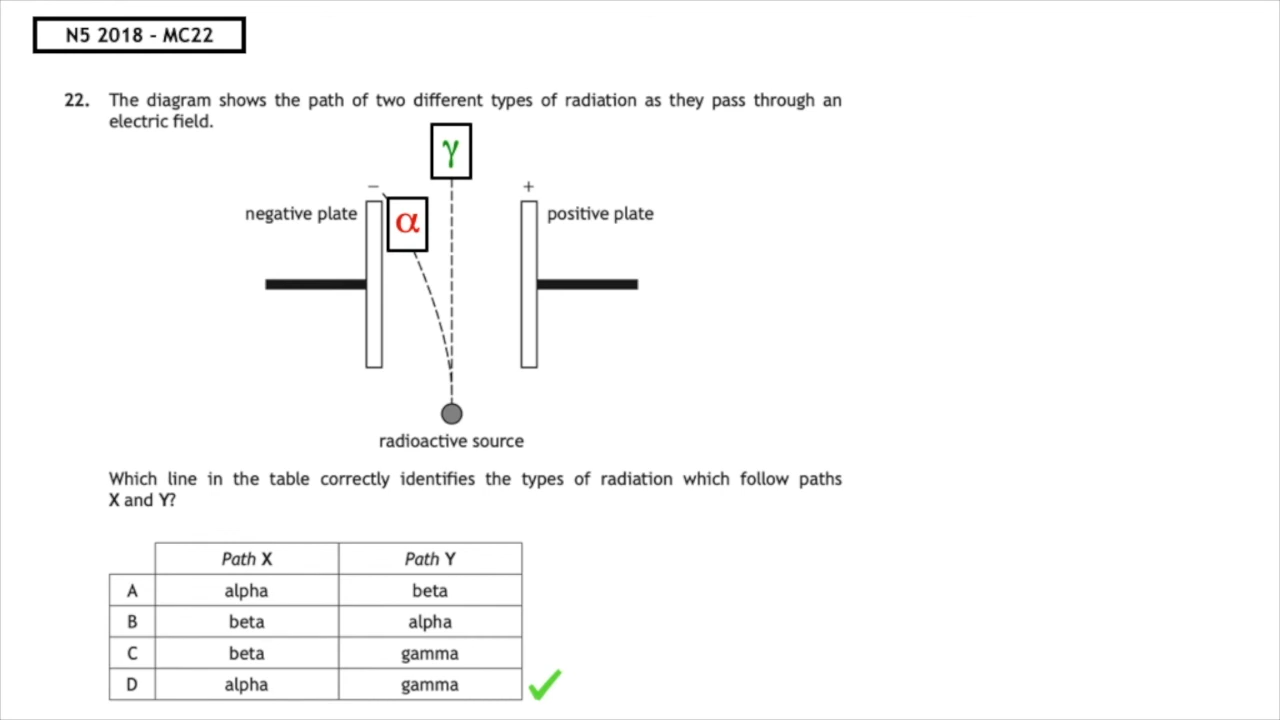 N5 2018 - MC22
22. The diagram shows the path of two different types of radiation as they pass through an
electric field.
γ
− +
negative plate α positive plate
radioactive source
Which line in the table correctly identifies the types of radiation which follow paths
X and Y?
Path X Path Y
A alpha beta
B beta alpha
C beta gamma
D alpha gamma